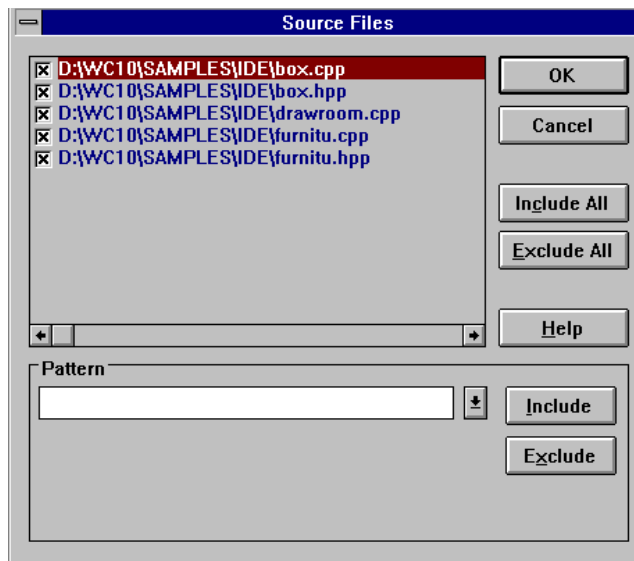 Source Files
D:\WC10\SAMPLES\IDE\box.cpp
D:\WC10\SAMPLES\IDE\box.hpp
D:\WC10\SAMPLES\IDE\drawroom.cpp
D:\WC10\SAMPLES\IDE\furnitu.cpp
D:\WC10\SAMPLES\IDE\furnitu.hpp
OK
Cancel
Include All
Exclude All
Help
Pattern
Include
Exclude